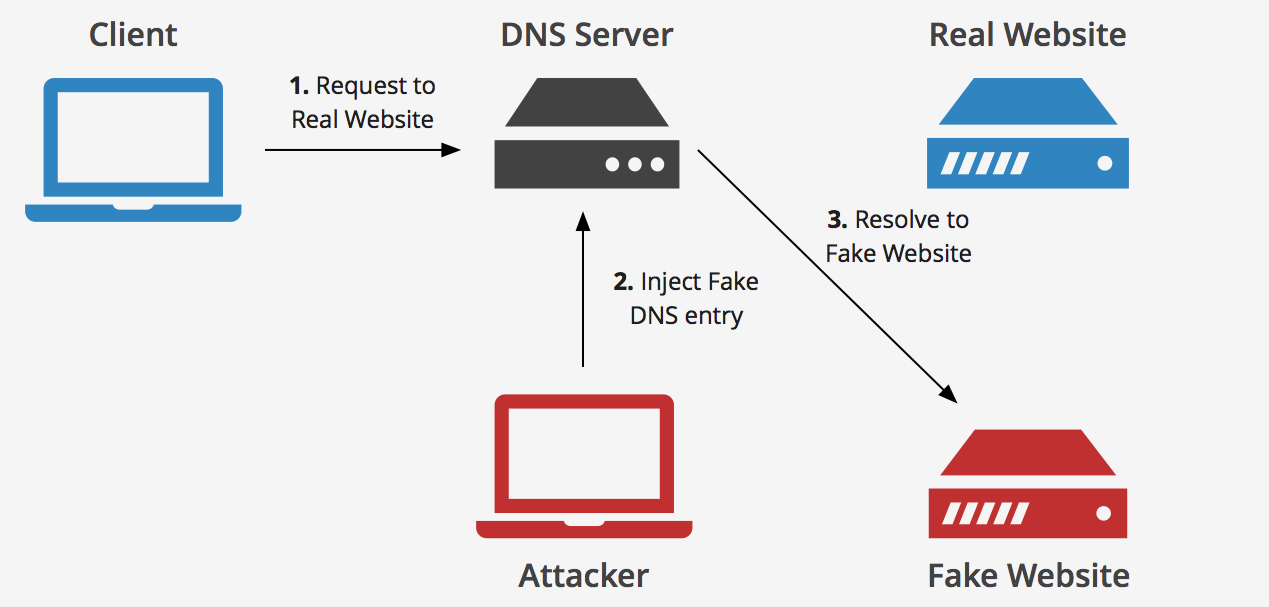 Client
DNS Server
Real Website
1. Request to
Real Website
3. Resolve to
Fake Website
2. Inject Fake
DNS entry
Attacker
Fake Website